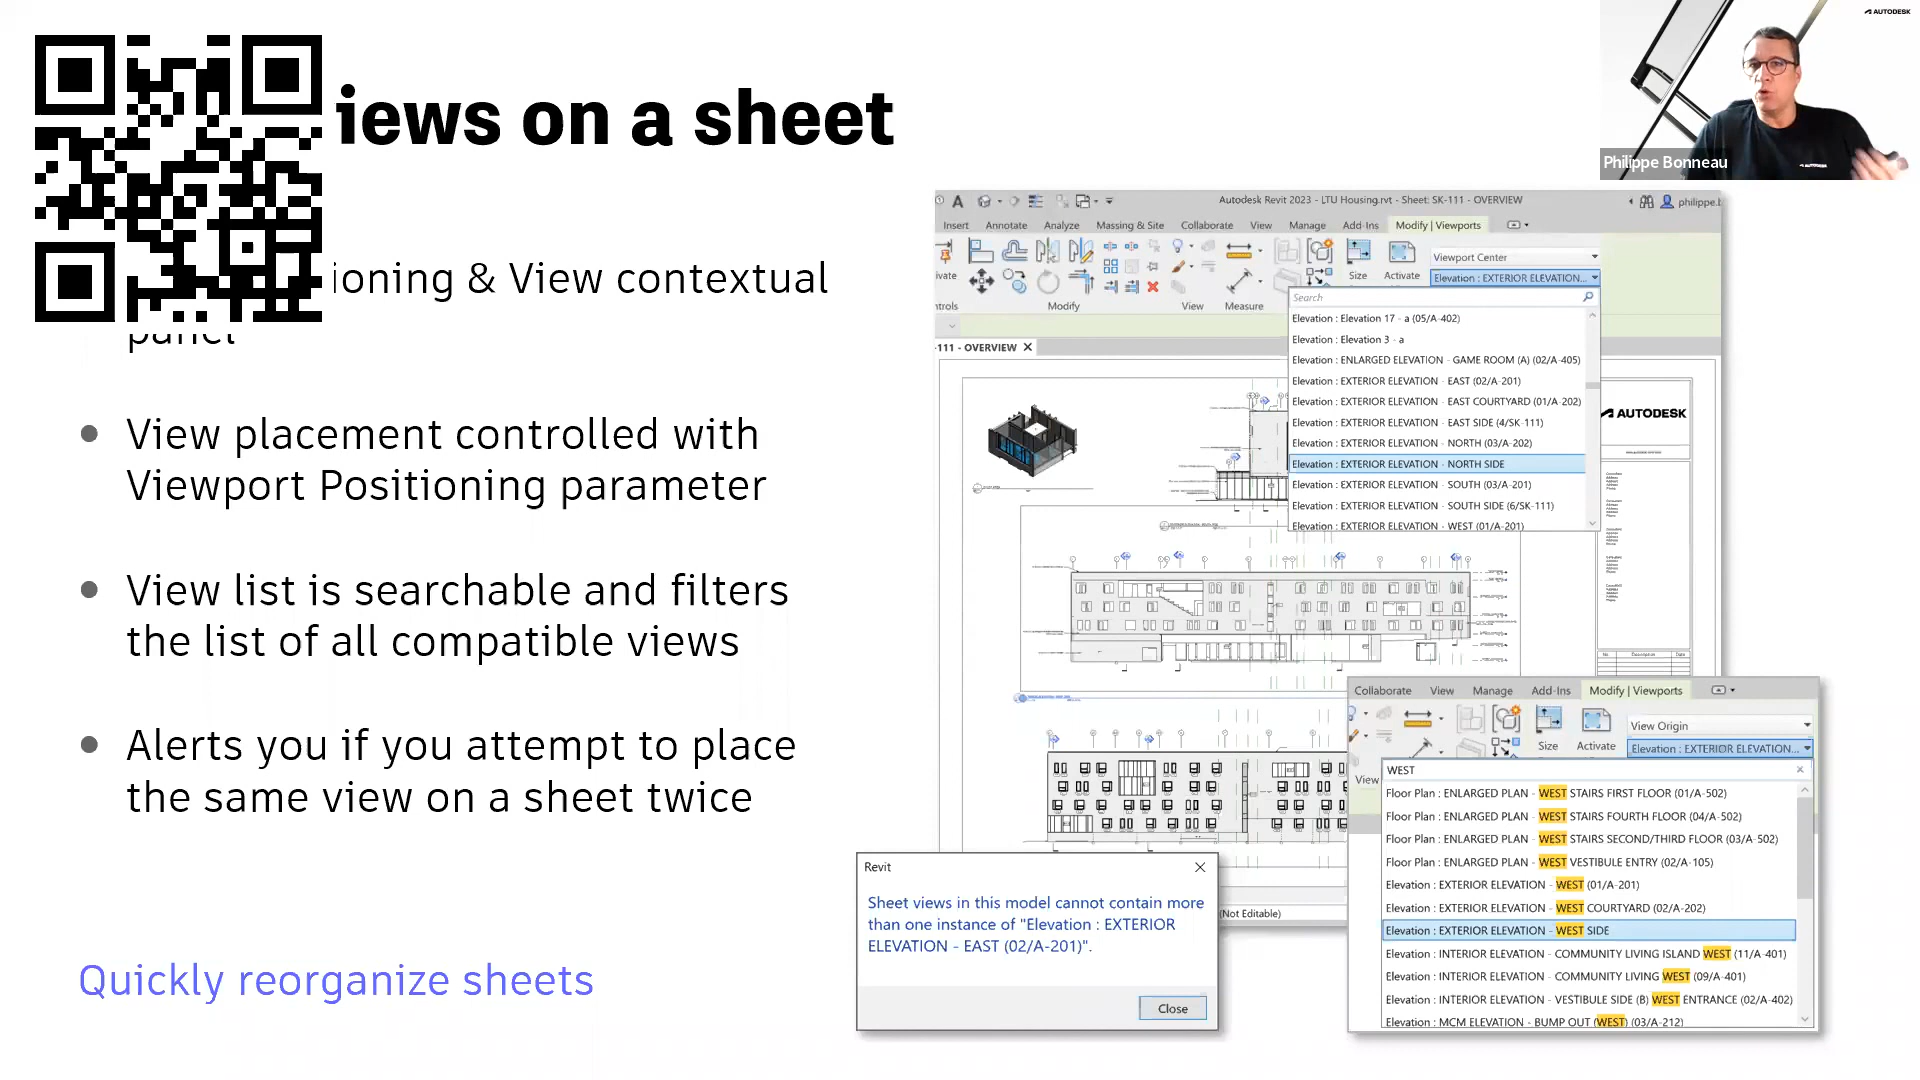 iews on a sheet
ioning & View contextual
panel
View placement controlled with
Viewport Positioning parameter
View list is searchable and filters
the list of all compatible views
Alerts you if you attempt to place
the same view on a sheet twice
Quickly reorganize sheets
AUTODESK
Philippe Bonneau
Autodesk Revit 2023 - LTU Housing.rvt - Sheet: SK-111 - OVERVIEW
philippe.b
Insert Annotate Analyze Massing & Site Collaborate View Manage Add-Ins Modify | Viewports
Viewport Center
ivate
Size Activate
Elevation : EXTERIOR ELEVATION...
ntrols Modify View Measure
Search
Elevation : Elevation 17 - a (05/A-402)
Elevation : Elevation 3 - a
Elevation : ENLARGED ELEVATION - GAME ROOM (A) (02/A-405)
Elevation : EXTERIOR ELEVATION - EAST (02/A-201)
Elevation : EXTERIOR ELEVATION - EAST COURTYARD (01/A-202)
Elevation : EXTERIOR ELEVATION - EAST SIDE (4/SK-111)
Elevation : EXTERIOR ELEVATION - NORTH (03/A-202)
Elevation : EXTERIOR ELEVATION - NORTH SIDE
Elevation : EXTERIOR ELEVATION - SOUTH (03/A-201)
Elevation : EXTERIOR ELEVATION - SOUTH SIDE (6/SK-111)
Elevation : EXTERIOR ELEVATION - WEST (01/A-201)
-111 - OVERVIEW
AUTODESK
No. Description Date
Collaborate View Manage Add-Ins Modify | Viewports
View Origin
Size Activate
Elevation : EXTERIOR ELEVATION...
View
WEST
Floor Plan : ENLARGED PLAN - WEST STAIRS FIRST FLOOR (01/A-502)
Floor Plan : ENLARGED PLAN - WEST STAIRS FOURTH FLOOR (04/A-502)
Floor Plan : ENLARGED PLAN - WEST STAIRS SECOND/THIRD FLOOR (03/A-502)
Floor Plan : ENLARGED PLAN - WEST VESTIBULE ENTRY (02/A-105)
Elevation : EXTERIOR ELEVATION - WEST (01/A-201)
Elevation : EXTERIOR ELEVATION - WEST COURTYARD (02/A-202)
Elevation : EXTERIOR ELEVATION - WEST SIDE
Elevation : INTERIOR ELEVATION - COMMUNITY LIVING ISLAND WEST (11/A-401)
Elevation : INTERIOR ELEVATION - COMMUNITY LIVING WEST (09/A-401)
Elevation : INTERIOR ELEVATION - VESTIBULE SIDE (B) WEST ENTRANCE (02/A-402)
Elevation : MCM ELEVATION - BUMP OUT (WEST) (03/A-212)
(Not Editable)
Revit
Sheet views in this model cannot contain more
than one instance of "Elevation : EXTERIOR
ELEVATION - EAST (02/A-201)".
Close